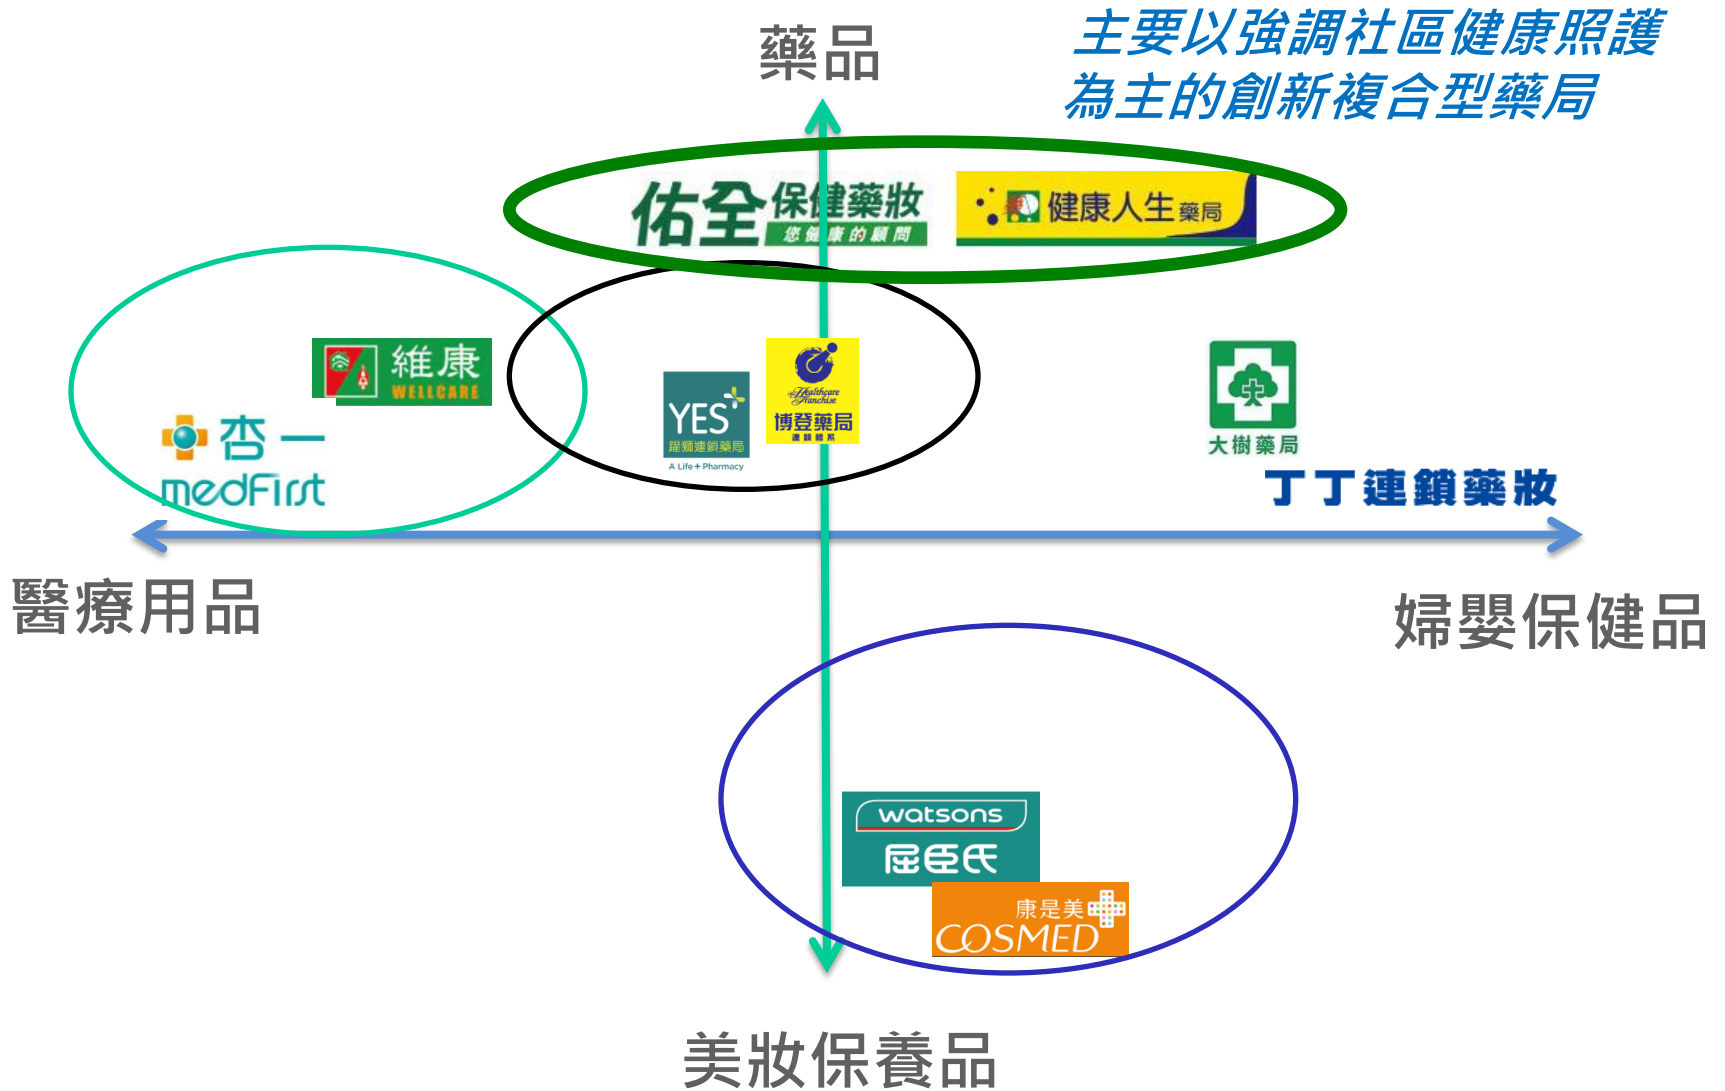 藥品
主要以強調社區健康照護
為主的創新複合型藥局
佑全 保健藥妝
您健康的顧問
健康人生 藥局
維康
WELLCARE
杏一
medFirst
YES
躍獅連鎖藥局
A Life + Pharmacy
Healthcare
Franchise
博登藥局
連鎖體系
大樹藥局
丁丁連鎖藥妝
醫療用品
婦嬰保健品
watsons
屈臣氏
康是美
COSMED
美妝保養品